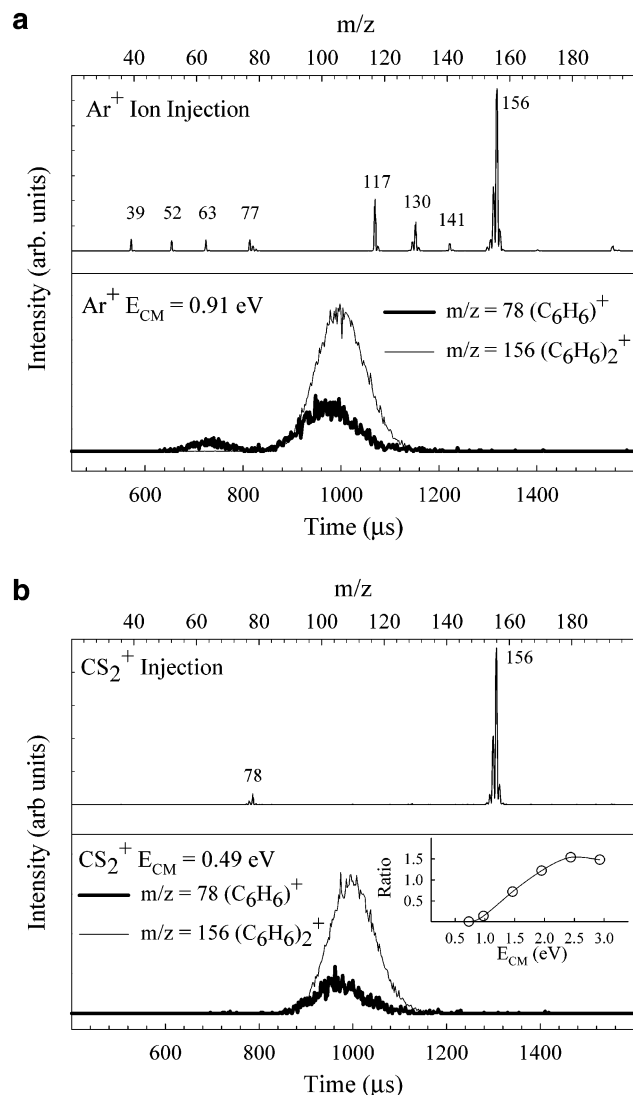 a
m/z
40 60 80 100 120 140 160 180
Ar+ Ion Injection
156
117
130
141
39 52 63 77
Intensity (arb. units)
Ar+ ECM = 0.91 eV
m/z = 78 (C6H6)+
m/z = 156 (C6H6)2+
600 800 1000 1200 1400
Time (μs)
b
m/z
40 60 80 100 120 140 160 180
CS2+ Injection
156
78
Intensity (arb units)
CS2+ ECM = 0.49 eV
m/z = 78 (C6H6)+
m/z = 156 (C6H6)2+
Ratio
1.5
1.0
0.5
0.5 1.0 1.5 2.0 2.5 3.0
ECM (eV)
600 800 1000 1200 1400
Time (μs)